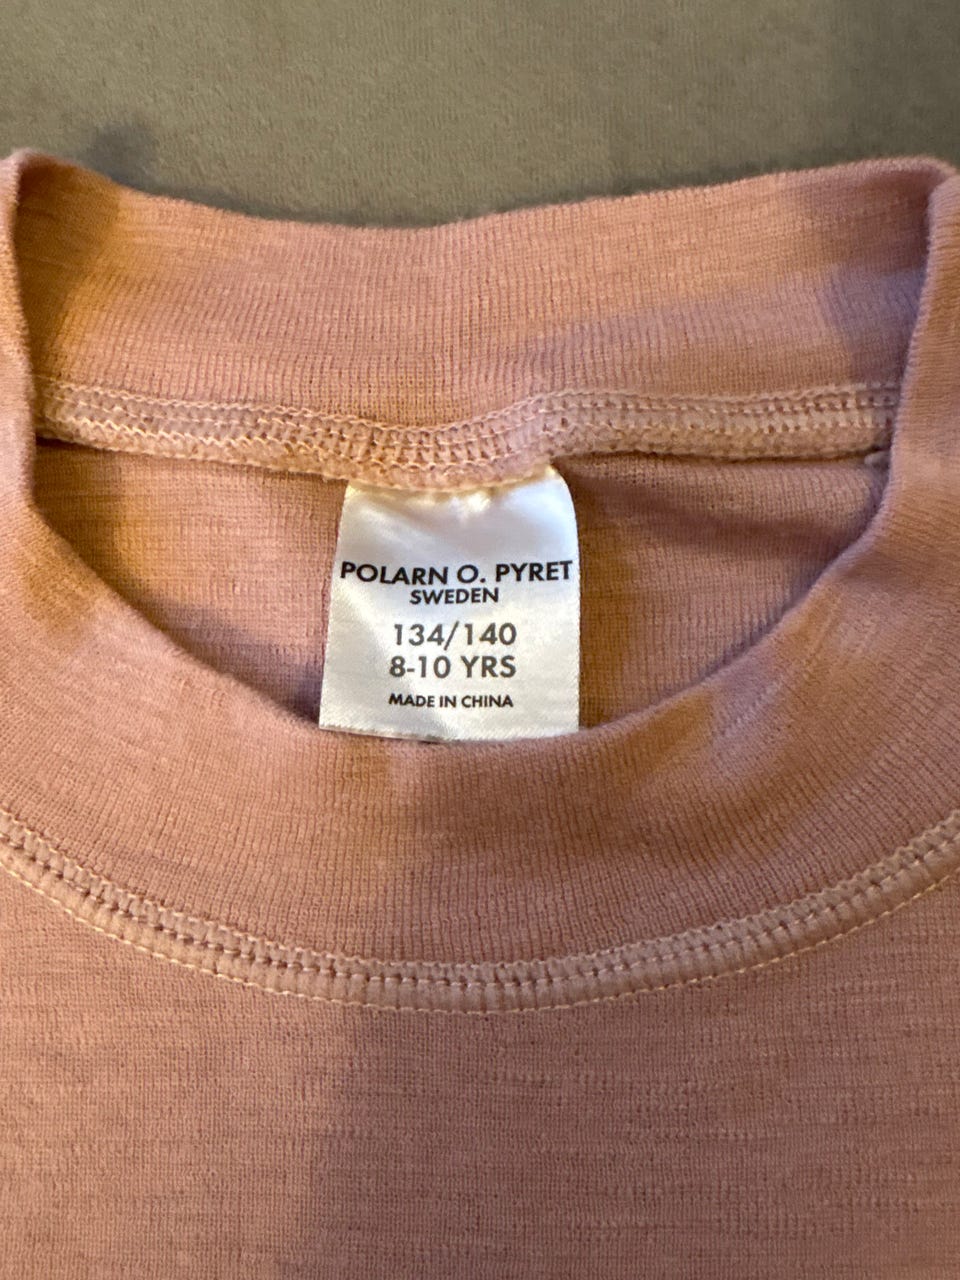 POLARN O. PYRET
SWEDEN
134/140
8-10 YRS
MADE IN CHINA